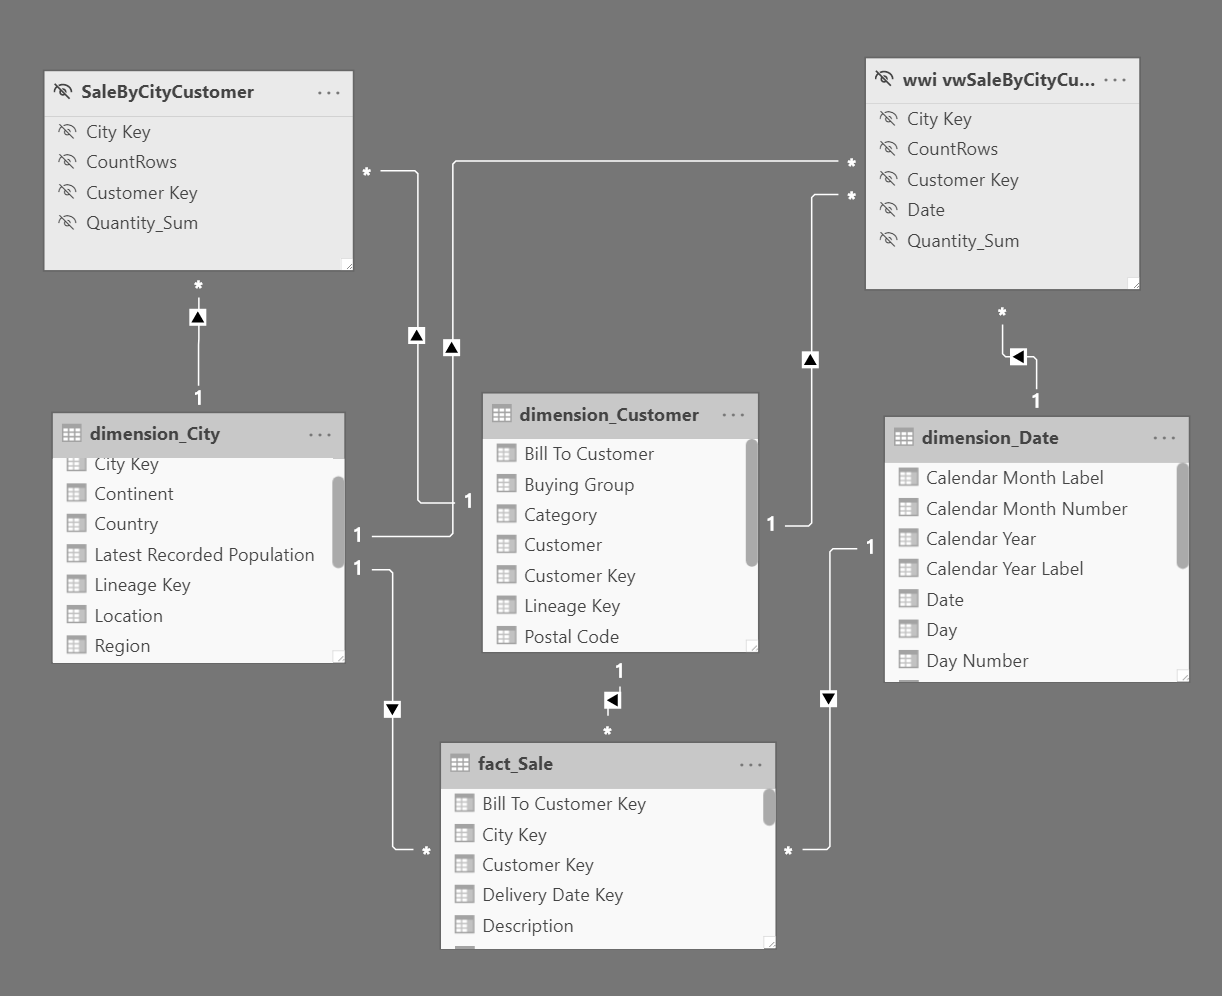 SaleByCityCustomer ...
City Key
CountRows
Customer Key
Quantity_Sum
wwi vwSaleByCityCu... ...
City Key
CountRows
Customer Key
Date
Quantity_Sum
*
*
*
*
*
1
1
dimension_City ...
City Key
Continent
Country
Latest Recorded Population
Lineage Key
Location
Region
1
1
1
dimension_Customer ...
Bill To Customer
Buying Group
Category
Customer
Customer Key
Lineage Key
Postal Code
1
1
dimension_Date ...
Calendar Month Label
Calendar Month Number
Calendar Year
Calendar Year Label
Date
Day
Day Number
1
*
fact_Sale ...
Bill To Customer Key
City Key
Customer Key
Delivery Date Key
Description
*
*